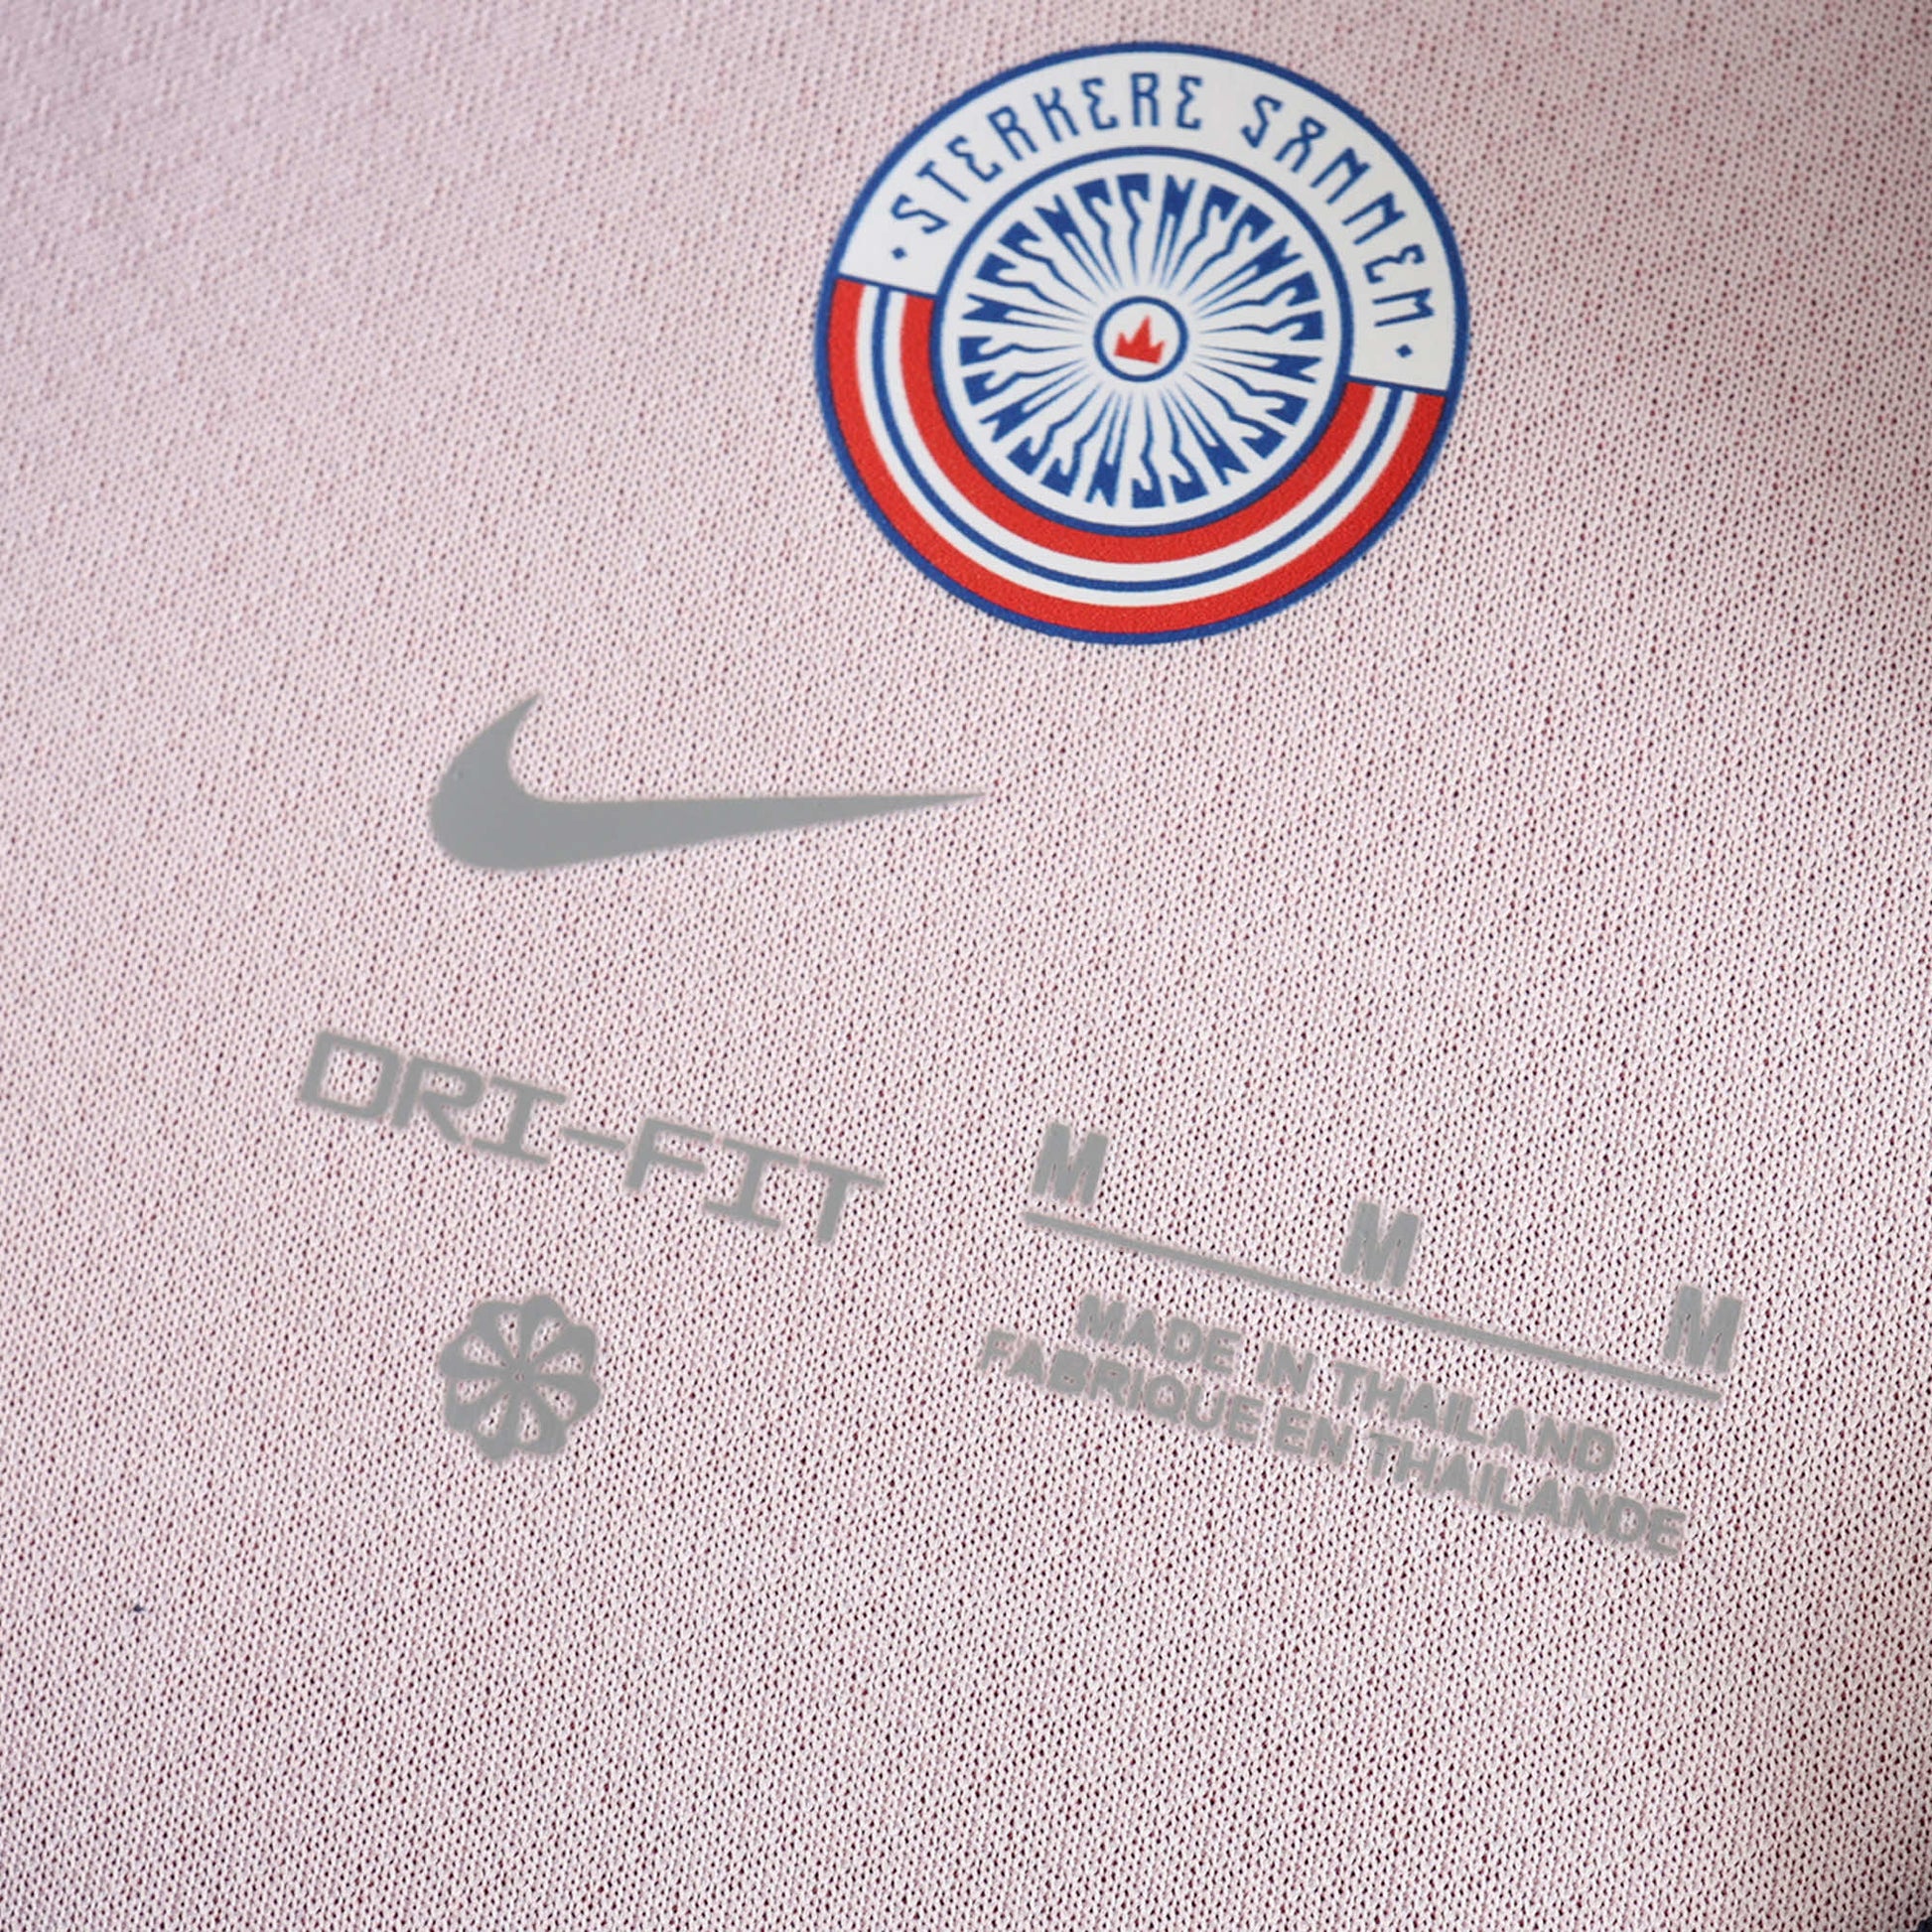 STERKERE SAMMEN
DRI-FIT
M M M
MADE IN THAILAND
FABRIQUE EN THAILANDE